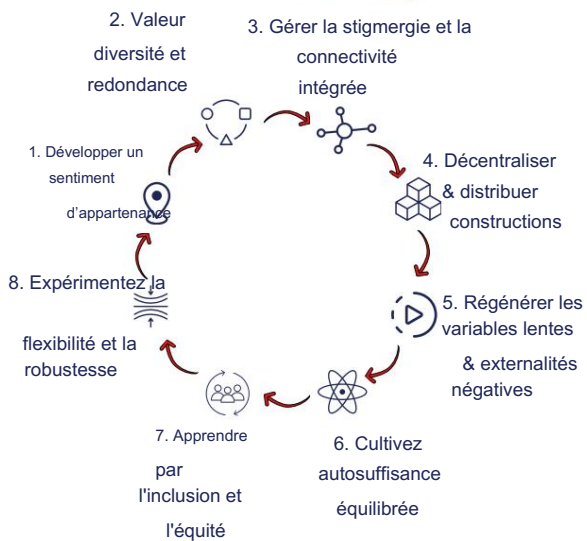 2. Valeur
diversité et
redondance
3. Gérer la stigmergie et la
connectivité
intégrée
1. Développer un
sentiment
d'appartenance
4. Décentraliser
& distribuer
constructions
8. Expérimentez la
flexibilité et la
robustesse
5. Régénérer les
variables lentes
& externalités
négatives
7. Apprendre
par
l'inclusion et
l'équité
6. Cultivez
autosuffisance
équilibrée